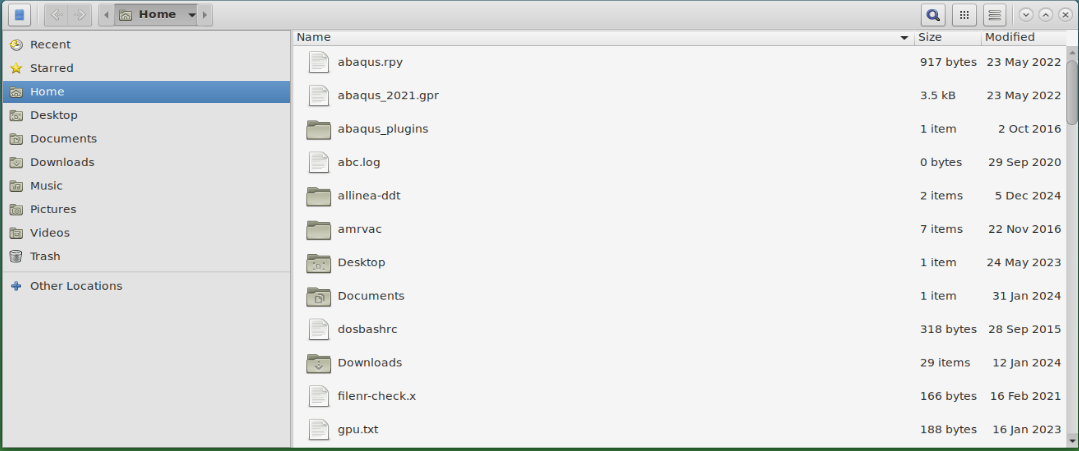 Home
Recent
Starred
Home
Desktop
Documents
Downloads
Music
Pictures
Videos
Trash
Other Locations
Name Size Modified
abaqus.rpy 917 bytes 23 May 2022
abaqus_2021.gpr 3.5 kB 23 May 2022
abaqus_plugins 1 item 2 Oct 2016
abc.log 0 bytes 29 Sep 2020
allinea-ddt 2 items 5 Dec 2024
amrvac 7 items 22 Nov 2016
Desktop 1 item 24 May 2023
Documents 1 item 31 Jan 2024
dosbashrc 318 bytes 28 Sep 2015
Downloads 29 items 12 Jan 2024
filenr-check.x 166 bytes 16 Feb 2021
gpu.txt 188 bytes 16 Jan 2023